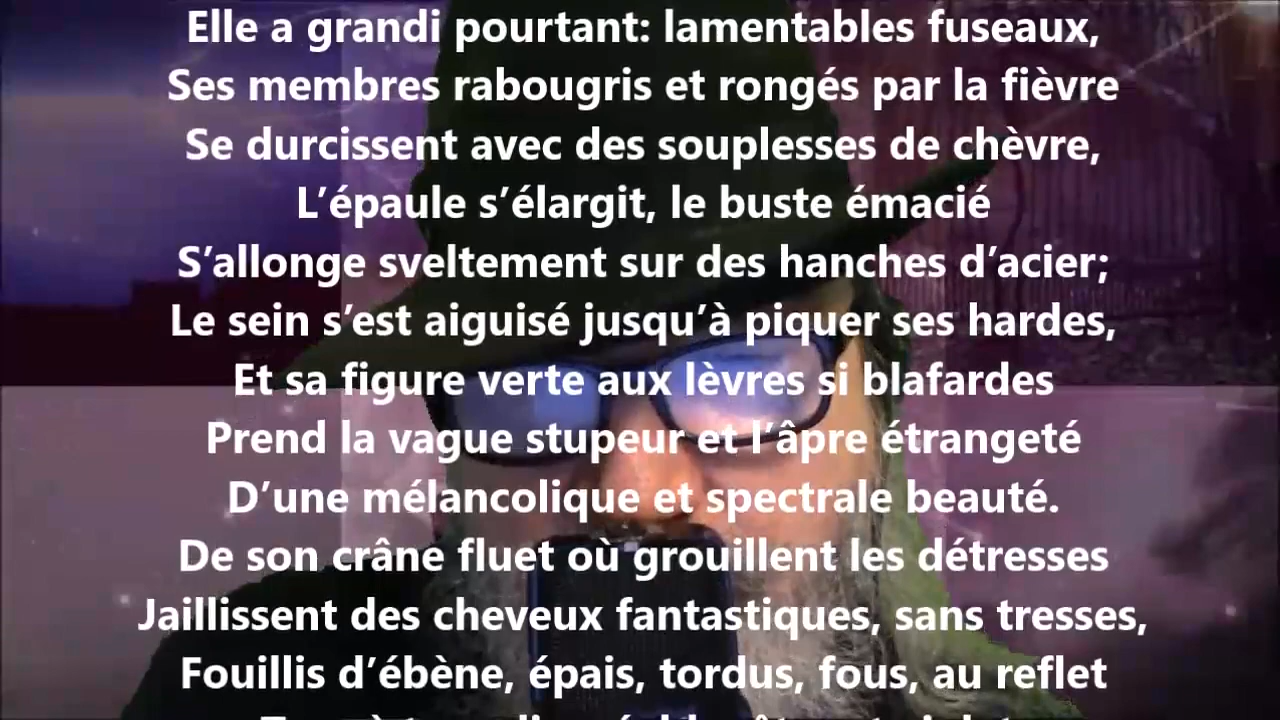 Elle a grandi pourtant: lamentables fuseaux,
Ses membres rabougris et rongés par la fièvre
Se durcissent avec des souplesses de chèvre,
L’épaule s’élargit, le buste émacié
S’allonge sveltement sur des hanches d’acier;
Le sein s’est aiguisé jusqu’à piquer ses hardes,
Et sa figure verte aux lèvres si blafardes
Prend la vague stupeur et l’âpre étrangeté
D’une mélancolique et spectrale beauté.
De son crâne fluet où grouillent les détresses
Jaillissent des cheveux fantastiques, sans tresses,
Fouillis d’ébène, épais, tordus, fous, au reflet